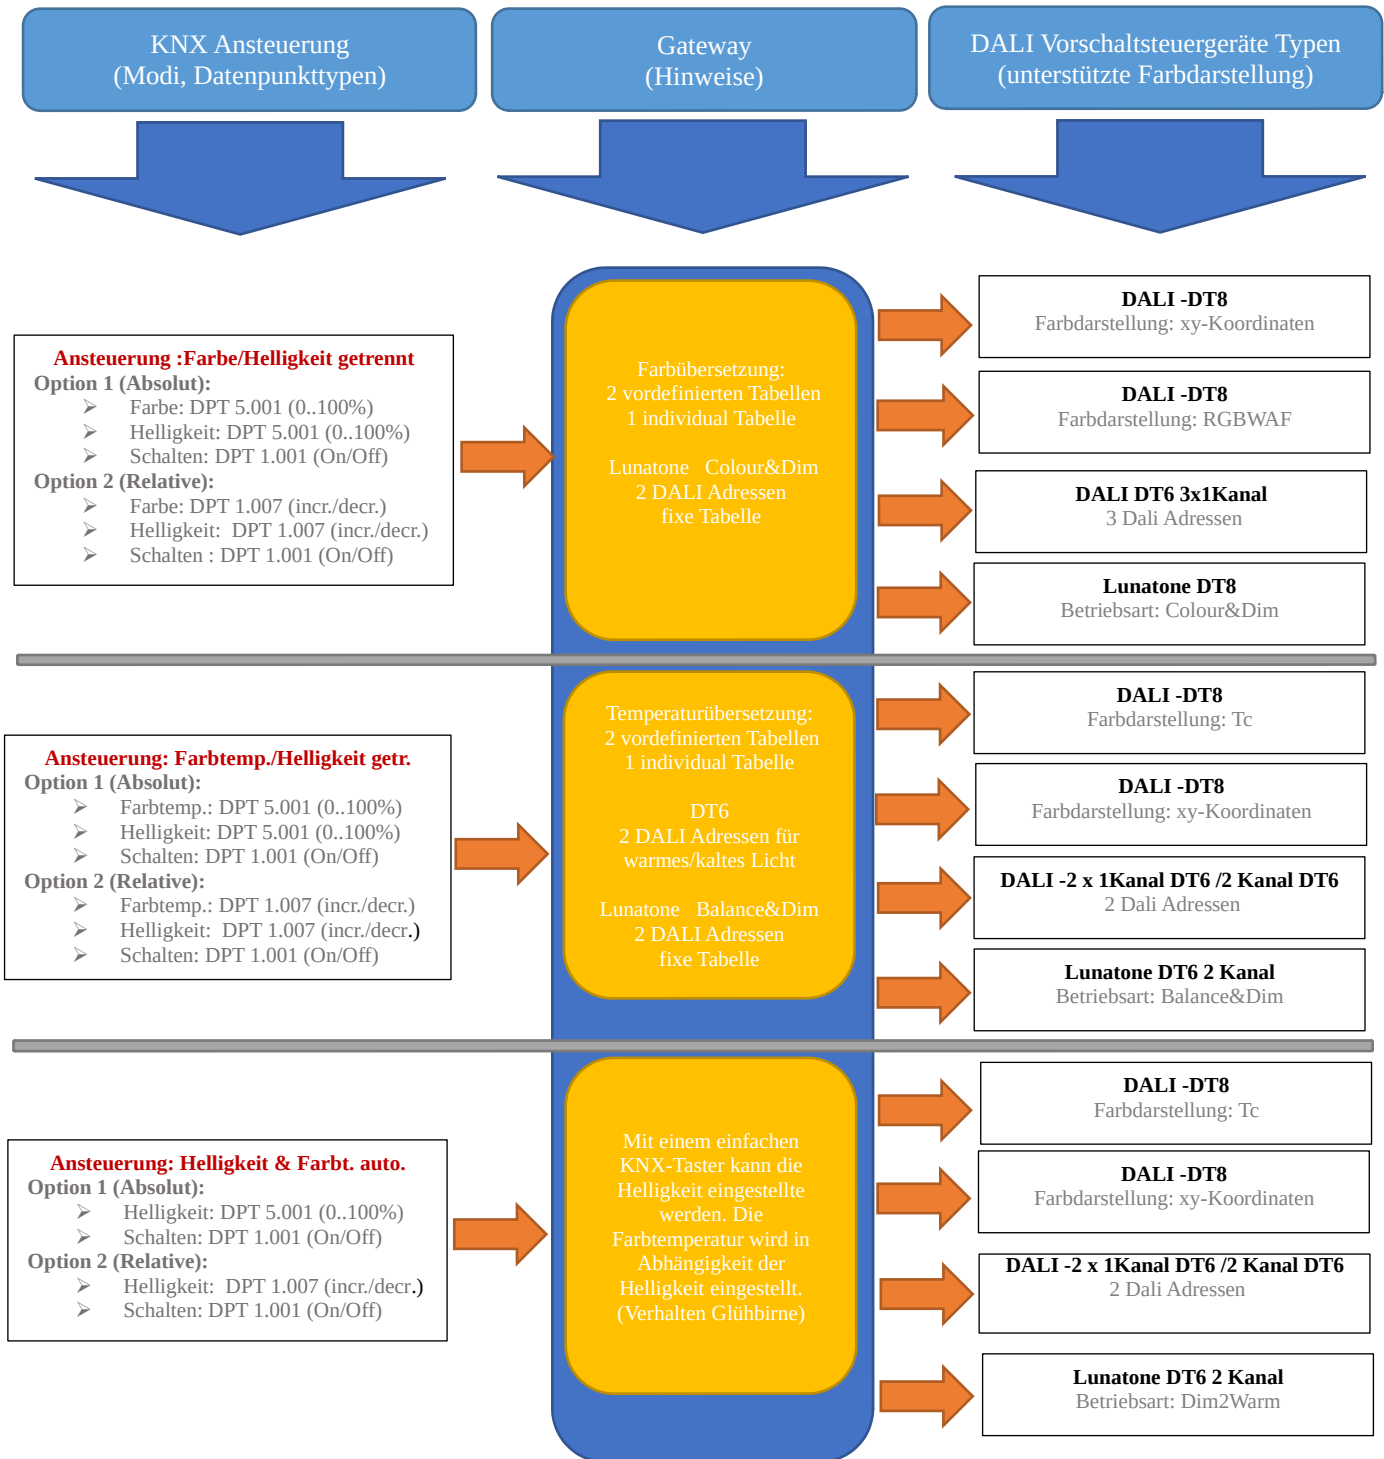 KNX Ansteuerung
(Modi, Datenpunkttypen)
Gateway
(Hinweise)
DALI Vorschaltsteuergeräte Typen
(unterstützte Farbdarstellung)
Ansteuerung :Farbe/Helligkeit getrennt
Option 1 (Absolut):
➢ Farbe: DPT 5.001 (0..100%)
➢ Helligkeit: DPT 5.001 (0..100%)
➢ Schalten: DPT 1.001 (On/Off)
Option 2 (Relative):
➢ Farbe: DPT 1.007 (incr./decr.)
➢ Helligkeit: DPT 1.007 (incr./decr.)
➢ Schalten : DPT 1.001 (On/Off)
Farbübersetzung:
2 vordefinierten Tabellen
1 individual Tabelle
Lunatone Colour&Dim
2 DALI Adressen
fixe Tabelle
DALI -DT8
Farbdarstellung: xy-Koordinaten
DALI -DT8
Farbdarstellung: RGBWAF
DALI DT6 3x1Kanal
3 Dali Adressen
Lunatone DT8
Betriebsart: Colour&Dim
Ansteuerung: Farbtemp./Helligkeit getr.
Option 1 (Absolut):
➢ Farbtemp.: DPT 5.001 (0..100%)
➢ Helligkeit: DPT 5.001 (0..100%)
➢ Schalten: DPT 1.001 (On/Off)
Option 2 (Relative):
➢ Farbtemp.: DPT 1.007 (incr./decr.)
➢ Helligkeit: DPT 1.007 (incr./decr.)
➢ Schalten: DPT 1.001 (On/Off)
Temperaturübersetzung:
2 vordefinierten Tabellen
1 individual Tabelle
DT6
2 DALI Adressen für
warmes/kaltes Licht
Lunatone Balance&Dim
2 DALI Adressen
fixe Tabelle
DALI -DT8
Farbdarstellung: Tc
DALI -DT8
Farbdarstellung: xy-Koordinaten
DALI -2 x 1Kanal DT6 /2 Kanal DT6
2 Dali Adressen
Lunatone DT6 2 Kanal
Betriebsart: Balance&Dim
Ansteuerung: Helligkeit & Farbt. auto.
Option 1 (Absolut):
➢ Helligkeit: DPT 5.001 (0..100%)
➢ Schalten: DPT 1.001 (On/Off)
Option 2 (Relative):
➢ Helligkeit: DPT 1.007 (incr./decr.)
➢ Schalten: DPT 1.001 (On/Off)
Mit einem einfachen
KNX-Taster kann die
Helligkeit eingestellte
werden. Die
Farbtemperatur wird in
Abhängigkeit der
Helligkeit eingestellt.
(Verhalten Glühbirne)
DALI -DT8
Farbdarstellung: Tc
DALI -DT8
Farbdarstellung: xy-Koordinaten
DALI -2 x 1Kanal DT6 /2 Kanal DT6
2 Dali Adressen
Lunatone DT6 2 Kanal
Betriebsart: Dim2Warm